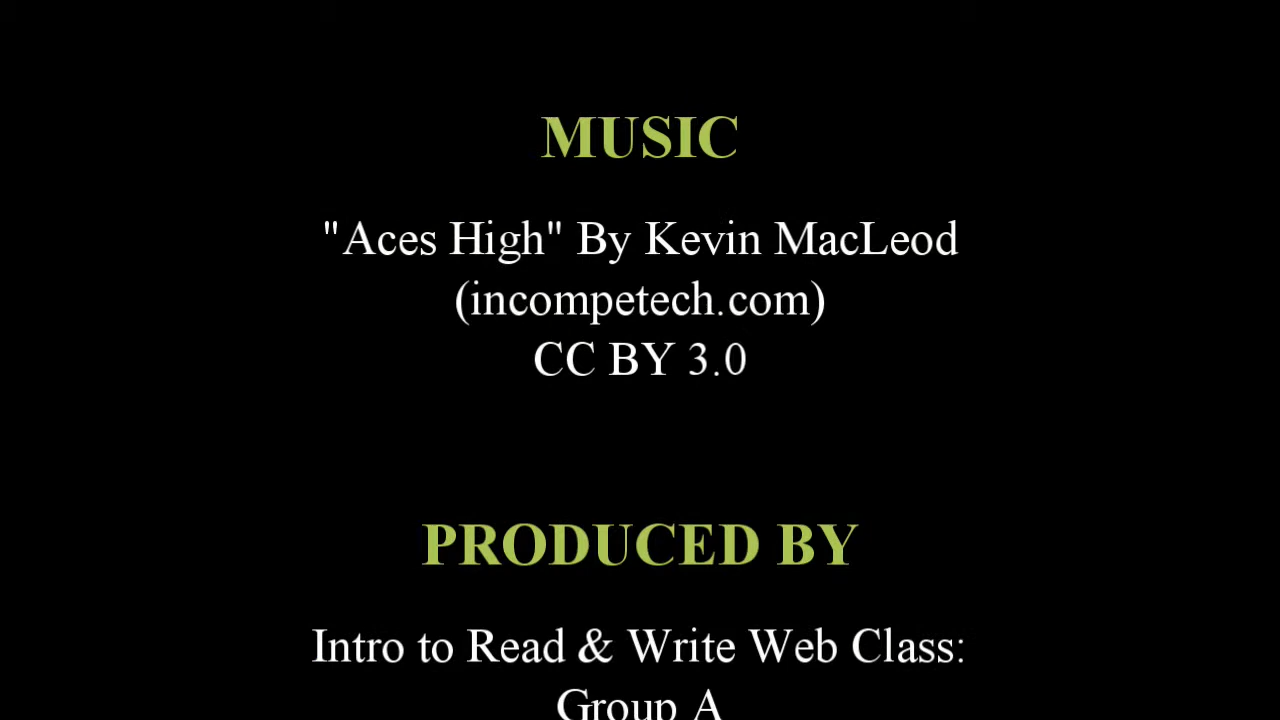 MUSIC
"Aces High" By Kevin MacLeod
(incompetech.com)
CC BY 3.0
PRODUCED BY
Intro to Read & Write Web Class:
Group A